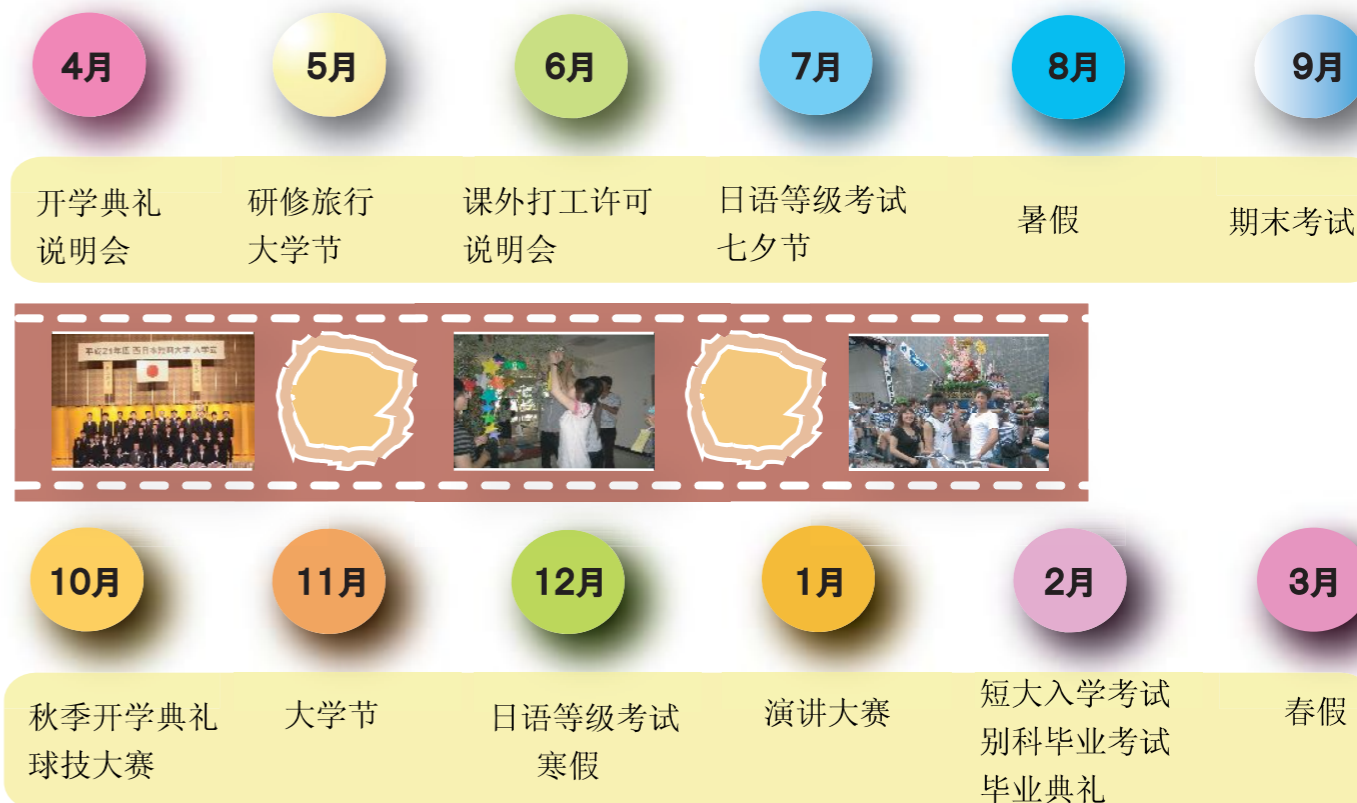 4月
5月
6月
7月
8月
9月
开学典礼
说明会
研修旅行
大学节
课外打工许可
说明会
日语等级考试
七夕节
暑假
期末考试
10月
11月
12月
1月
2月
3月
秋季开学典礼
球技大赛
大学节
日语等级考试
寒假
演讲大赛
短大入学考试
别科毕业考试
毕业典礼
春假